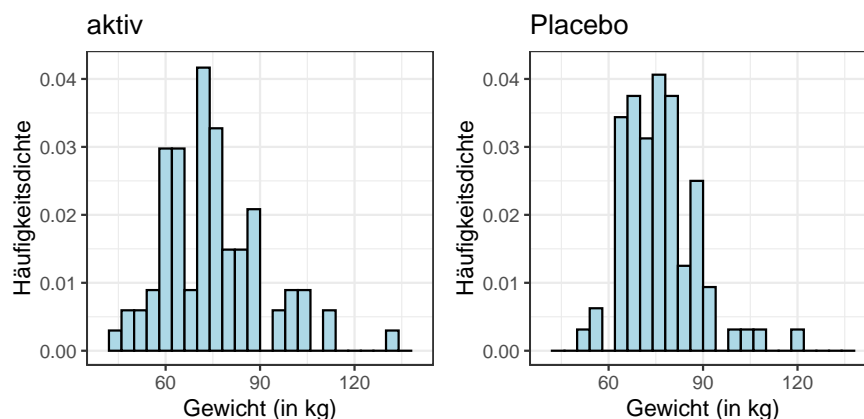 aktiv
0.04
0.03
0.02
0.01
0.00
Häufigkeitsdichte
60 90 120
Gewicht (in kg)
Placebo
0.04
0.03
0.02
0.01
0.00
Häufigkeitsdichte
60 90 120
Gewicht (in kg)